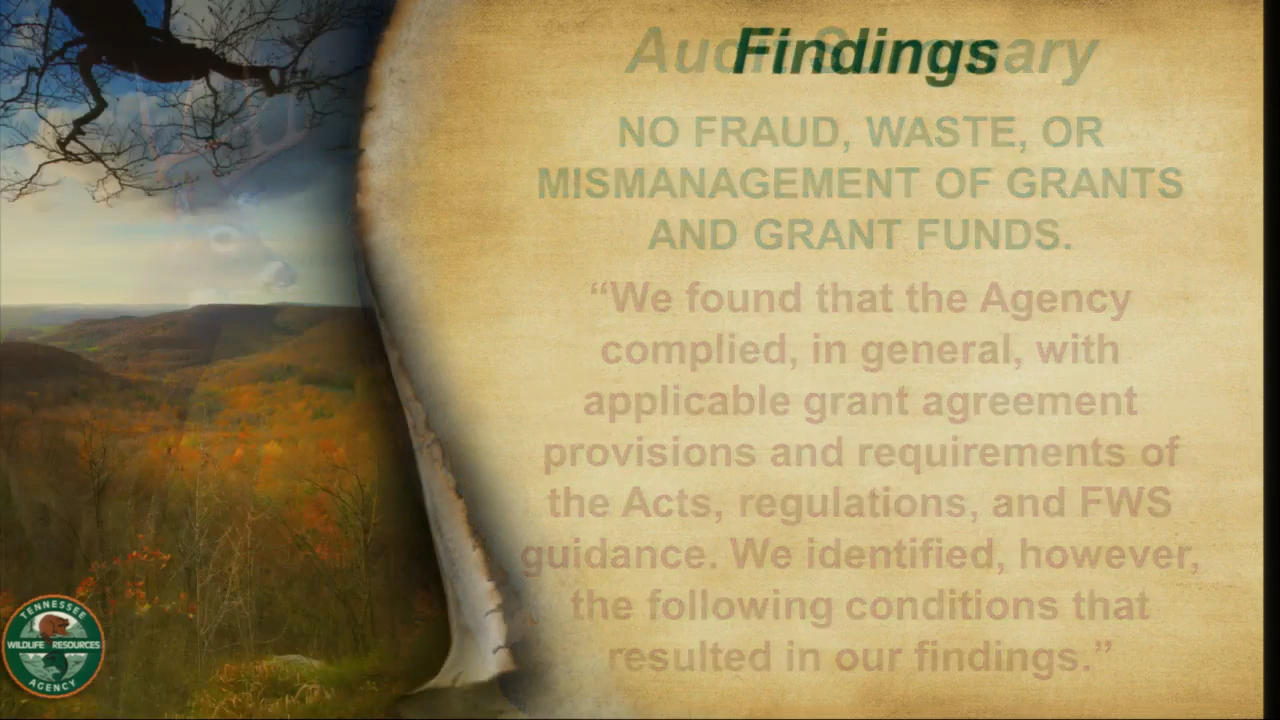 Audit Summary
Findings
NO FRAUD, WASTE, OR
MISMANAGEMENT OF GRANTS
AND GRANT FUNDS.
“We found that the Agency
complied, in general, with
applicable grant agreement
provisions and requirements of
the Acts, regulations, and FWS
guidance. We identified, however,
the following conditions that
resulted in our findings.”
TENNESSEE
WILDLIFE RESOURCES
AGENCY